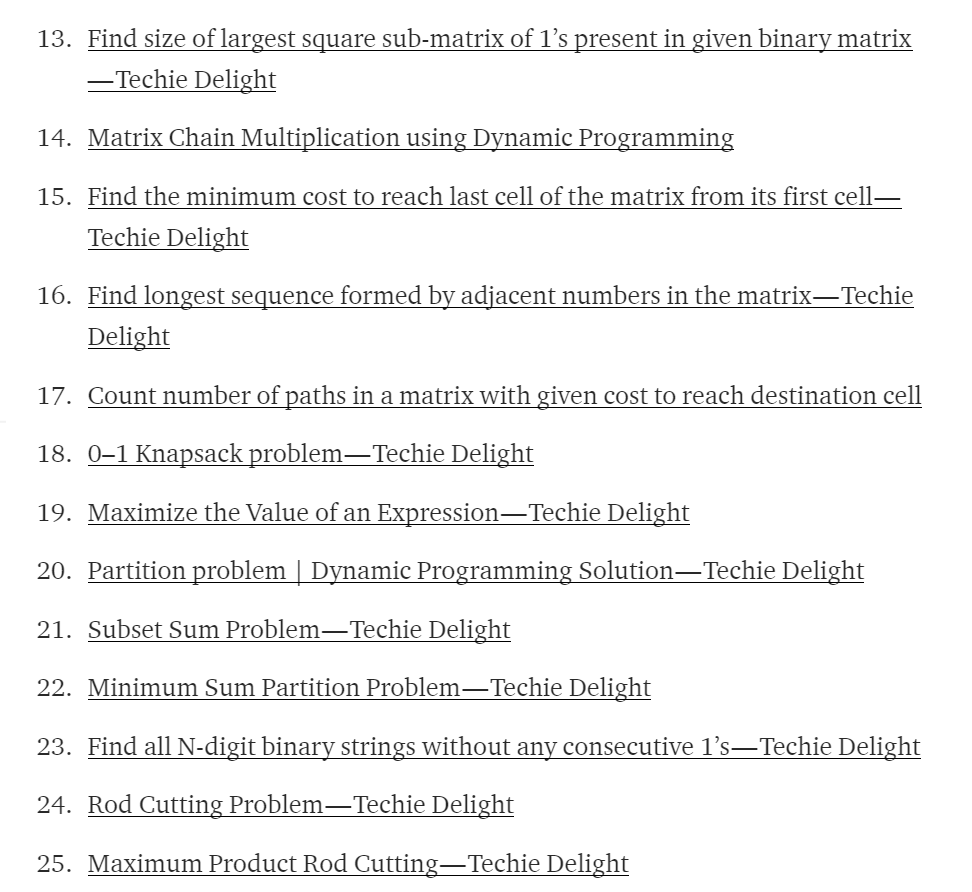 13. Find size of largest square sub-matrix of 1’s present in given binary matrix
—Techie Delight
14. Matrix Chain Multiplication using Dynamic Programming
15. Find the minimum cost to reach last cell of the matrix from its first cell—
Techie Delight
16. Find longest sequence formed by adjacent numbers in the matrix—Techie
Delight
17. Count number of paths in a matrix with given cost to reach destination cell
18. 0–1 Knapsack problem—Techie Delight
19. Maximize the Value of an Expression—Techie Delight
20. Partition problem | Dynamic Programming Solution—Techie Delight
21. Subset Sum Problem—Techie Delight
22. Minimum Sum Partition Problem—Techie Delight
23. Find all N-digit binary strings without any consecutive 1’s—Techie Delight
24. Rod Cutting Problem—Techie Delight
25. Maximum Product Rod Cutting—Techie Delight